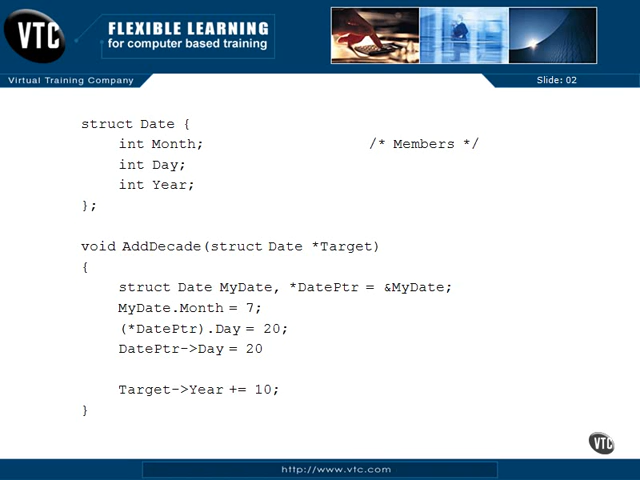 VTC
FLEXIBLE LEARNING
for computer based training
Virtual Training Company
Slide: 02
struct Date {
int Month; /* Members */
int Day;
int Year;
};
void AddDecade(struct Date *Target)
{
struct Date MyDate, *DatePtr = &MyDate;
MyDate.Month = 7;
(*DatePtr).Day = 20;
DatePtr->Day = 20
Target->Year += 10;
}
VTC
http://www.vtc.com